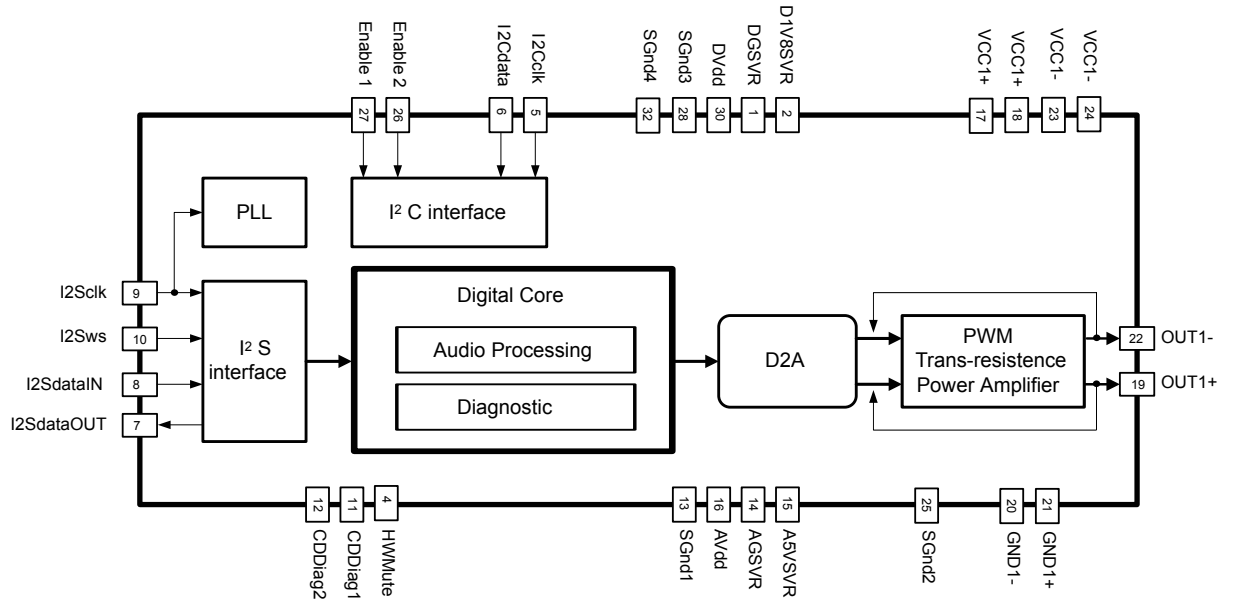 Enable 1
Enable 2
I2Cdata
I2Cclk
SGnd4
SGnd3
DVdd
DGSVR
D1V8SVR
VCC1+
VCC1+
VCC1-
VCC1-
27
26
6
5
32
28
30
1
2
17
18
23
24
PLL
I² C interface
I2Sclk
9
I2Sws
10
I2SdataIN
8
I2SdataOUT
7
I² S
interface
Digital Core
Audio Processing
Diagnostic
D2A
PWM
Trans-resistence
Power Amplifier
22
OUT1-
19
OUT1+
12
11
4
13
16
14
15
25
20
21
CDDiag2
CDDiag1
HWMute
SGnd1
AVdd
AGSVR
A5VSVR
SGnd2
GND1-
GND1+